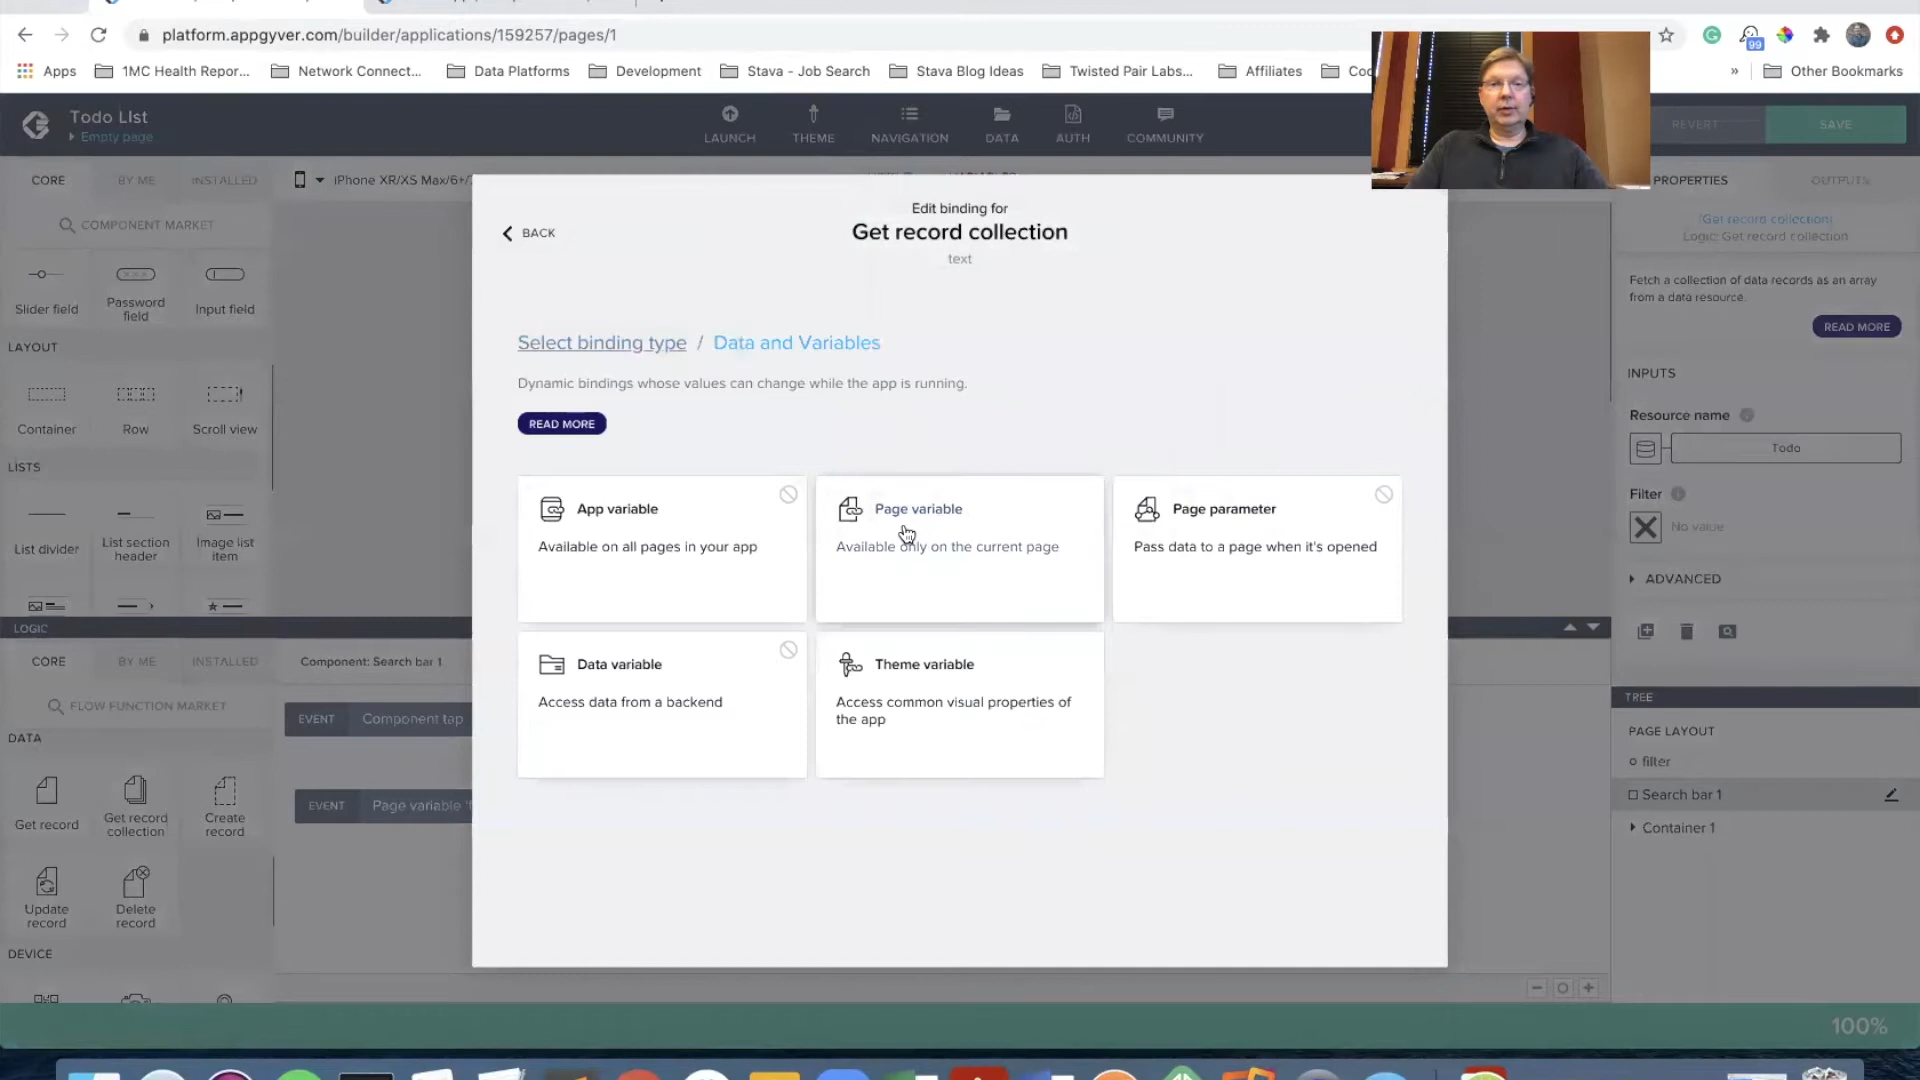 platform.appgyver.com/builder/applications/159257/pages/1
99
Apps
1MC Health Repor...
Network Connect...
Data Platforms
Development
Stava - Job Search
Stava Blog Ideas
Twisted Pair Labs...
Affiliates
»
Other Bookmarks
Todo LIst
Empty page
LAUNCH
THEME
NAVIGATION
DATA
AUTH
COMMUNITY
REVERT
SAVE
CORE
BY ME
INSTALLED
iPhone XR/XS Max/6+/
PROPERTIES
OUTPUTS
COMPONENT MARKET
Slider field
Password field
Input field
LAYOUT
Container
Row
Scroll view
LISTS
List divider
List section header
Image list item
BACK
Edit binding for
Get record collection
text
Select binding type / Data and Variables
Dynamic bindings whose values can change while the app is running.
READ MORE
App variable
Available on all pages in your app
Page variable
Available only on the current page
Page parameter
Pass data to a page when it's opened
Data variable
Access data from a backend
Theme variable
Access common visual properties of
the app
Get record collection
Logic: Get record collection
Fetch a collection of data records as an array
from a data resource.
READ MORE
INPUTS
Resource name
Todo
Filter
No value
ADVANCED
LOGIC
CORE
BY ME
INSTALLED
Component: Search bar 1
FLOW FUNCTION MARKET
EVENT
Component tap
DATA
EVENT
Page variable
Get record
Get record collection
Create record
Update record
Delete record
DEVICE
TREE
PAGE LAYOUT
filter
Search bar 1
Container 1
100%